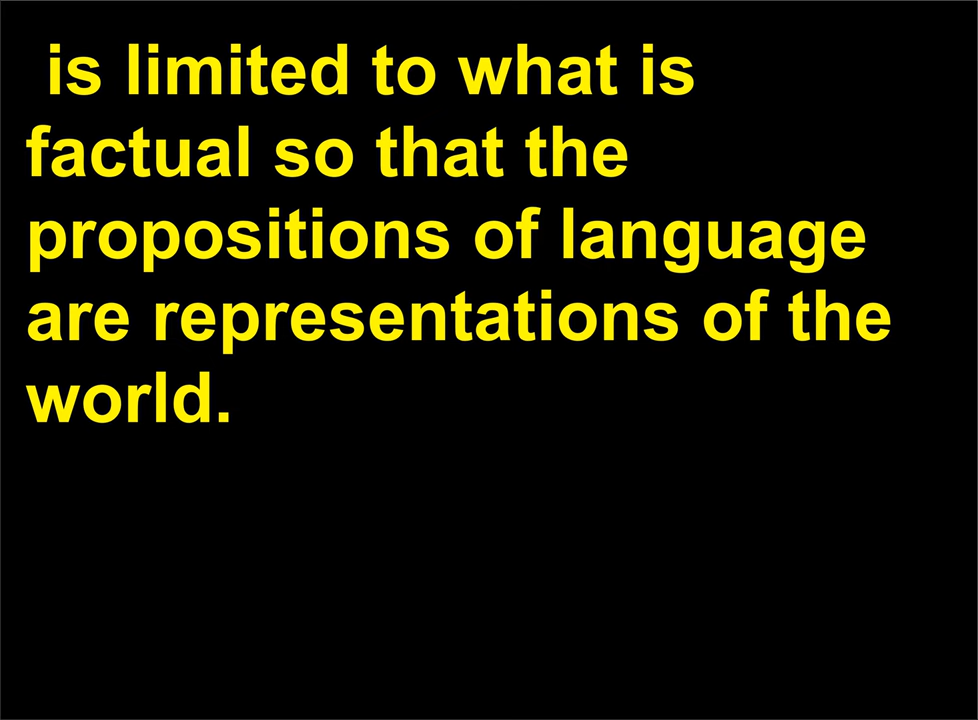 is limited to what is
factual so that the
propositions of language
are representations of the
world.